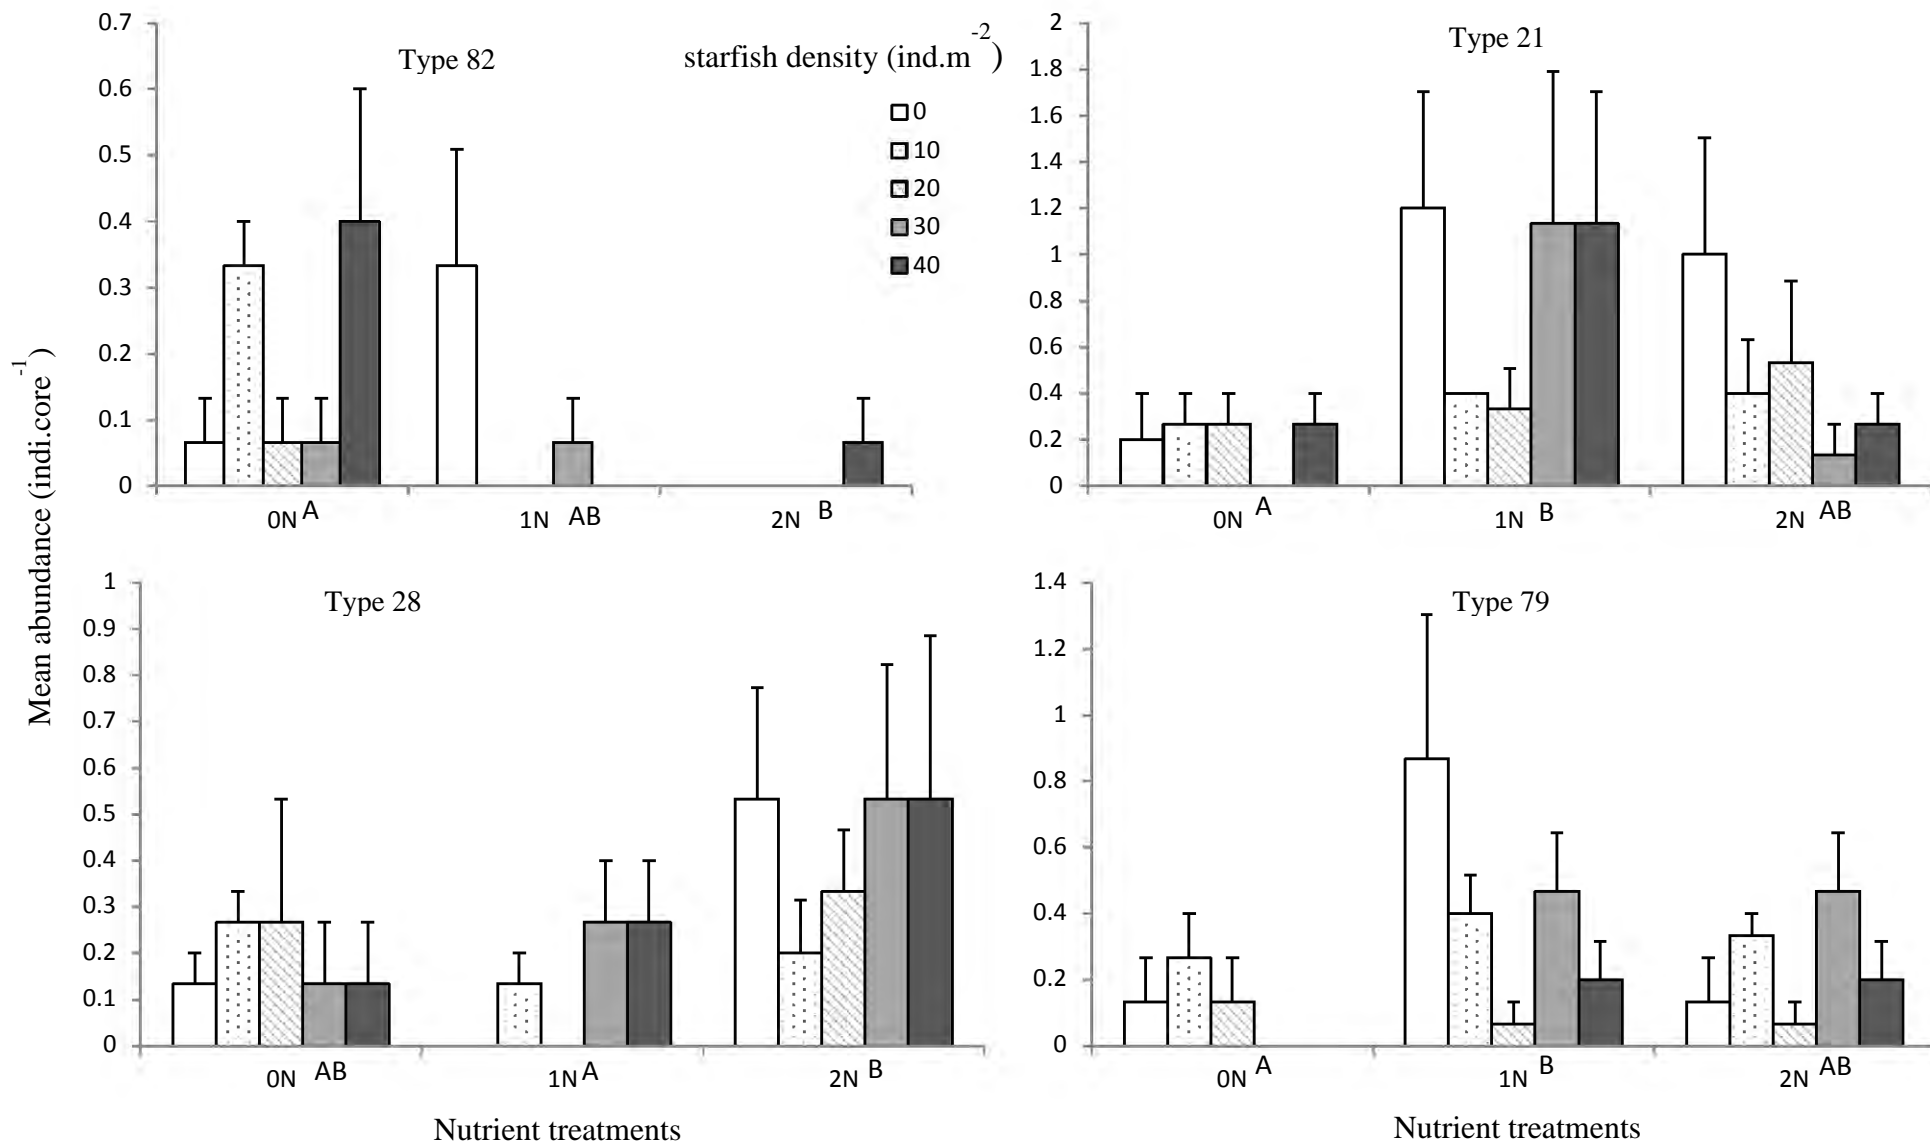 Mean abundance (indi.core-1)
Type 82
starfish density (ind.m-2)
0
10
20
30
40
0.7
0.6
0.5
0.4
0.3
0.2
0.1
0
0N A
1N AB
2N B
Type 21
2
1.8
1.6
1.4
1.2
1
0.8
0.6
0.4
0.2
0
0N A
1N B
2N AB
Type 28
1
0.9
0.8
0.7
0.6
0.5
0.4
0.3
0.2
0.1
0
0N AB
1N A
2N B
Nutrient treatments
Type 79
1.4
1.2
1
0.8
0.6
0.4
0.2
0
0N A
1N B
2N AB
Nutrient treatments